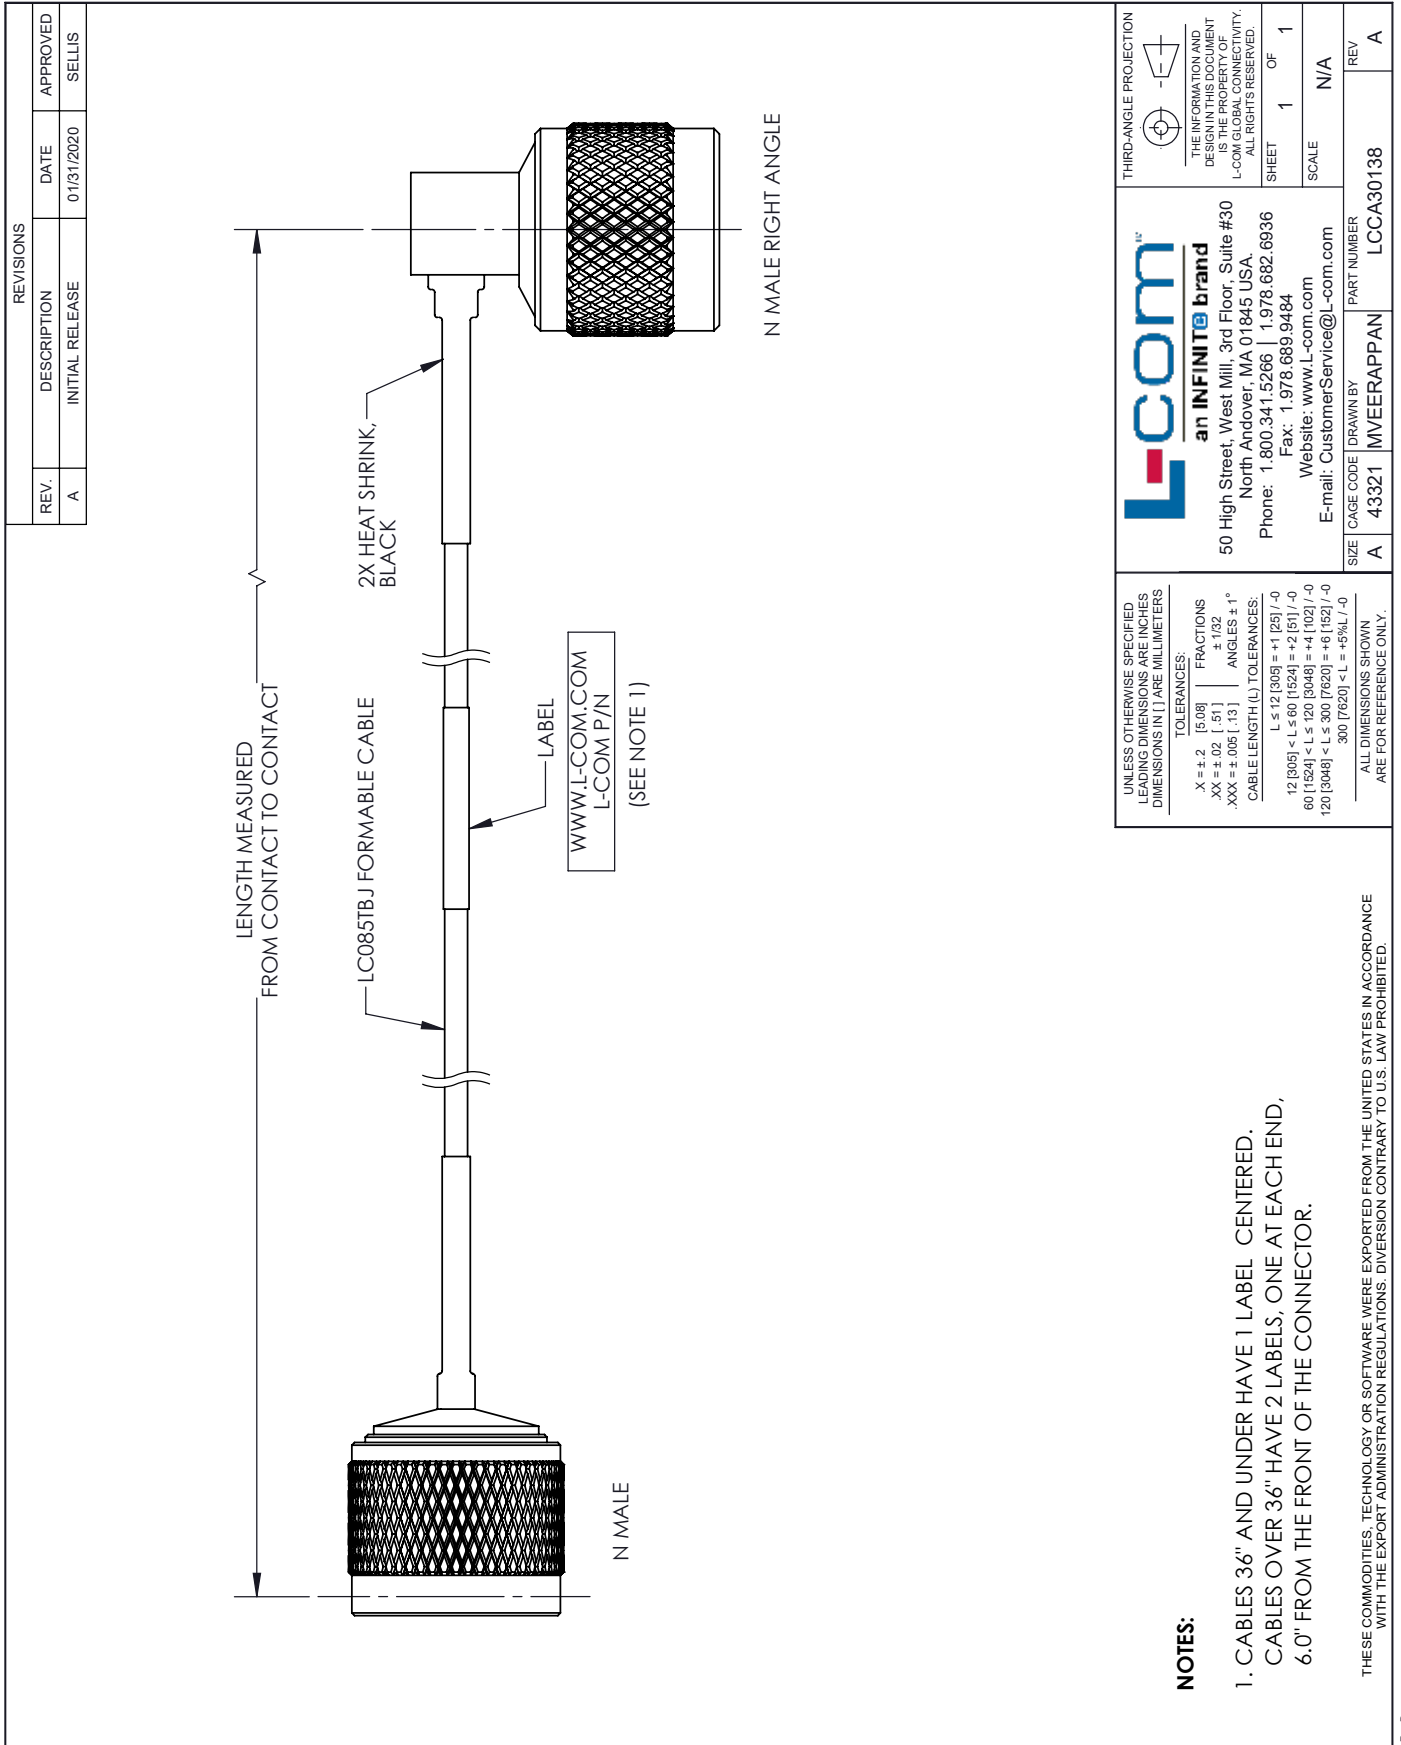 REVISIONS
REV. DESCRIPTION DATE APPROVED
A INITIAL RELEASE 01/31/2020 SELLIS
LENGTH MEASURED
FROM CONTACT TO CONTACT
LC085TBJ FORMABLE CABLE
2X HEAT SHRINK,
BLACK
LABEL
WWW.L-COM.COM
L-COM P/N
(SEE NOTE 1)
N MALE
N MALE RIGHT ANGLE
NOTES:
1. CABLES 36" AND UNDER HAVE 1 LABEL CENTERED.
CABLES OVER 36" HAVE 2 LABELS, ONE AT EACH END,
6.0" FROM THE FRONT OF THE CONNECTOR.
THESE COMMODITIES, TECHNOLOGY OR SOFTWARE WERE EXPORTED FROM THE UNITED STATES IN ACCORDANCE
WITH THE EXPORT ADMINISTRATION REGULATIONS. DIVERSION CONTRARY TO U.S. LAW PROHIBITED.
UNLESS OTHERWISE SPECIFIED
LEADING DIMENSIONS ARE INCHES
DIMENSIONS IN [ ] ARE MILLIMETERS
TOLERANCES:
.X = ± .2 [5.08] FRACTIONS
.XX = ± .02 [ .51 ] ± 1/32
.XXX = ± .005 [ .13 ] ANGLES ± 1°
CABLE LENGTH (L) TOLERANCES:
L ≤ 12 [305] = +1 [25] / -0
12 [305] < L ≤ 60 [1524] = +2 [51] / -0
60 [1524] < L ≤ 120 [3048] = +4 [102] / -0
120 [3048] < L ≤ 300 [7620] = +6 [152] / -0
300 [7620] < L = +5%L / -0
ALL DIMENSIONS SHOWN
ARE FOR REFERENCE ONLY.
L-com
an INFINIT@ brand
50 High Street, West Mill, 3rd Floor, Suite #30
North Andover, MA 01845 USA.
Phone: 1.800.341.5266 | 1.978.682.6936
Fax: 1.978.689.9484
Website: www.L-com.com
E-mail: CustomerService@L-com.com
THIRD-ANGLE PROJECTION
THE INFORMATION AND
DESIGN IN THIS DOCUMENT
IS THE PROPERTY OF
L-COM GLOBAL CONNECTIVITY.
ALL RIGHTS RESERVED.
SHEET 1 OF 1
SCALE N/A
SIZE CAGE CODE DRAWN BY PART NUMBER REV
A 43321 MVEERAPPAN LCCA30138 A